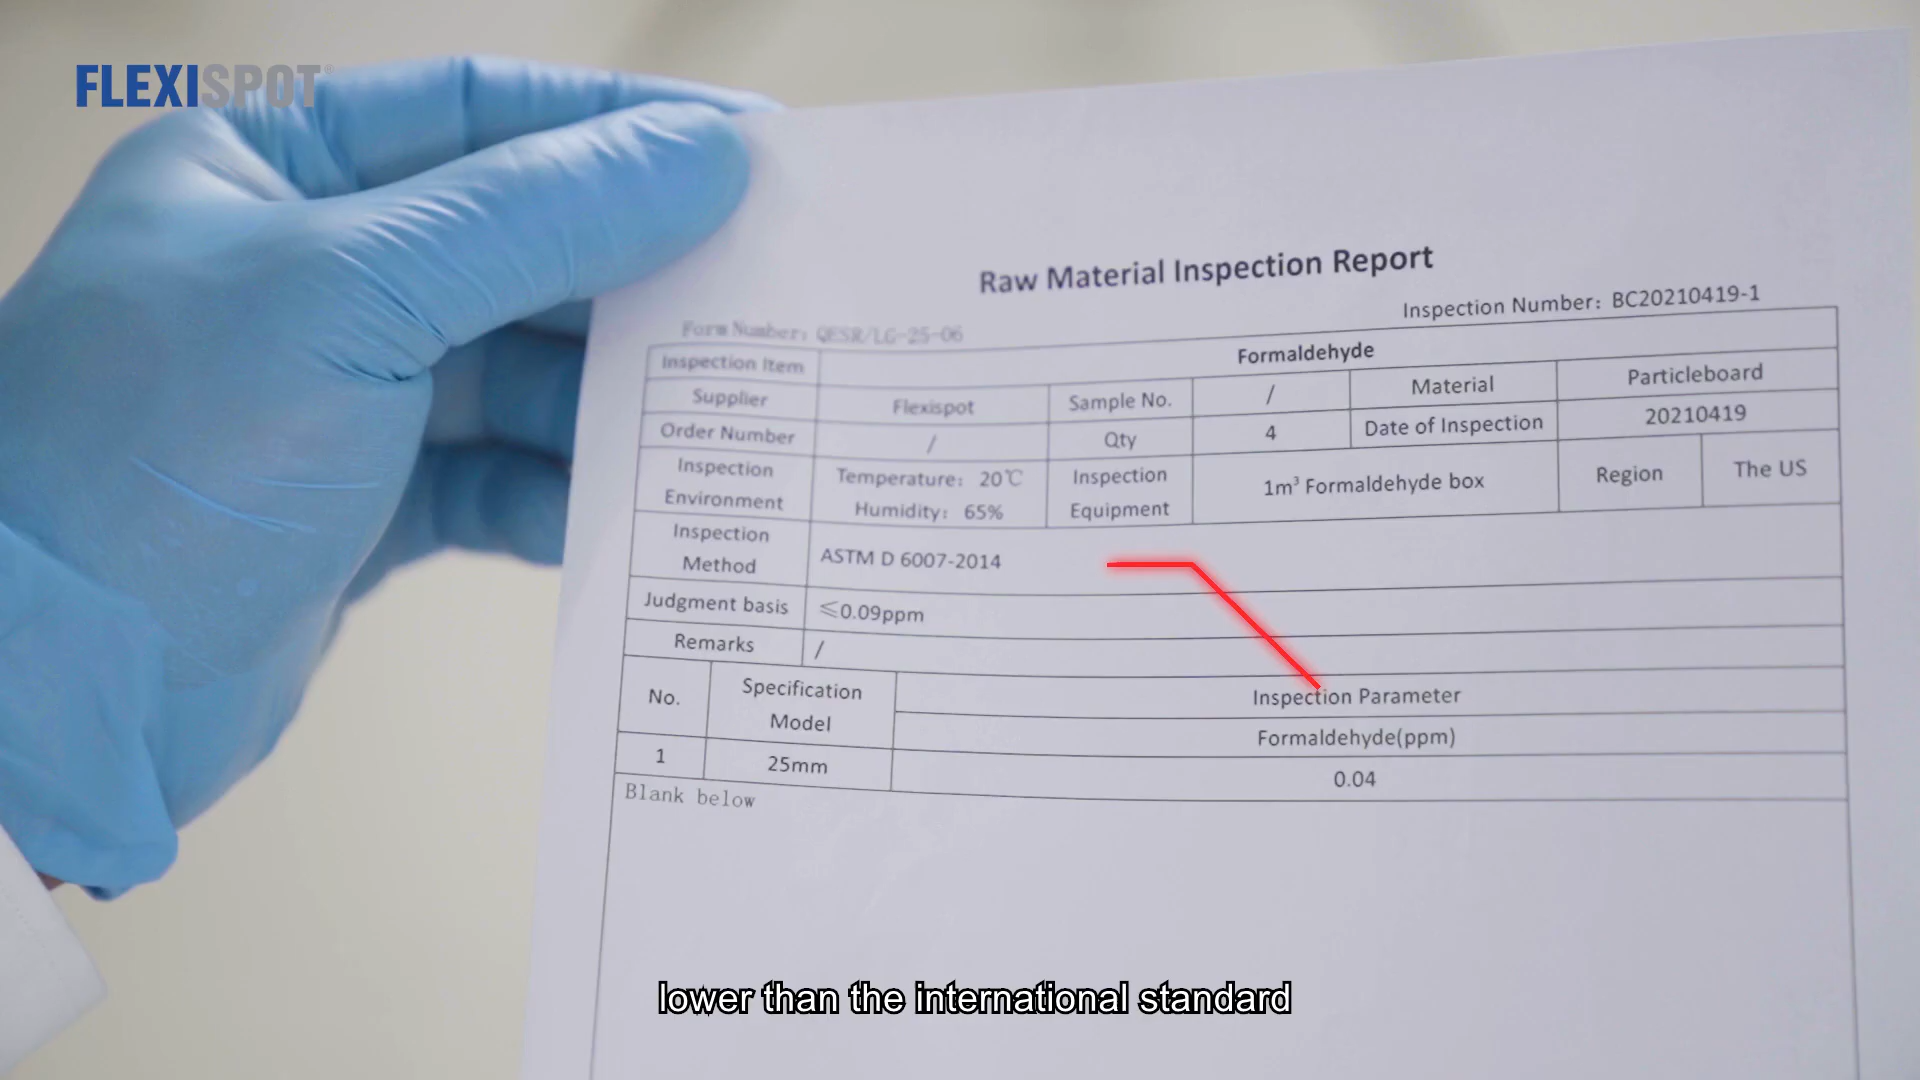 FLEXISPOT®
Raw Material Inspection Report
Inspection Number: BC20210419-1
Form Number: QESR/LG-25-06
Inspection Item Formaldehyde
Supplier Flexispot Sample No. / Material Particleboard
Order Number / Qty 4 Date of Inspection 20210419
Inspection Environment Temperature: 20℃ Humidity: 65% Inspection Equipment 1m³ Formaldehyde box Region The US
Inspection Method ASTM D 6007-2014
Judgment basis ≤0.09ppm
Remarks /
No. Specification Model Inspection Parameter
Formaldehyde(ppm)
1 25mm 0.04
Blank below
lower than the international standard